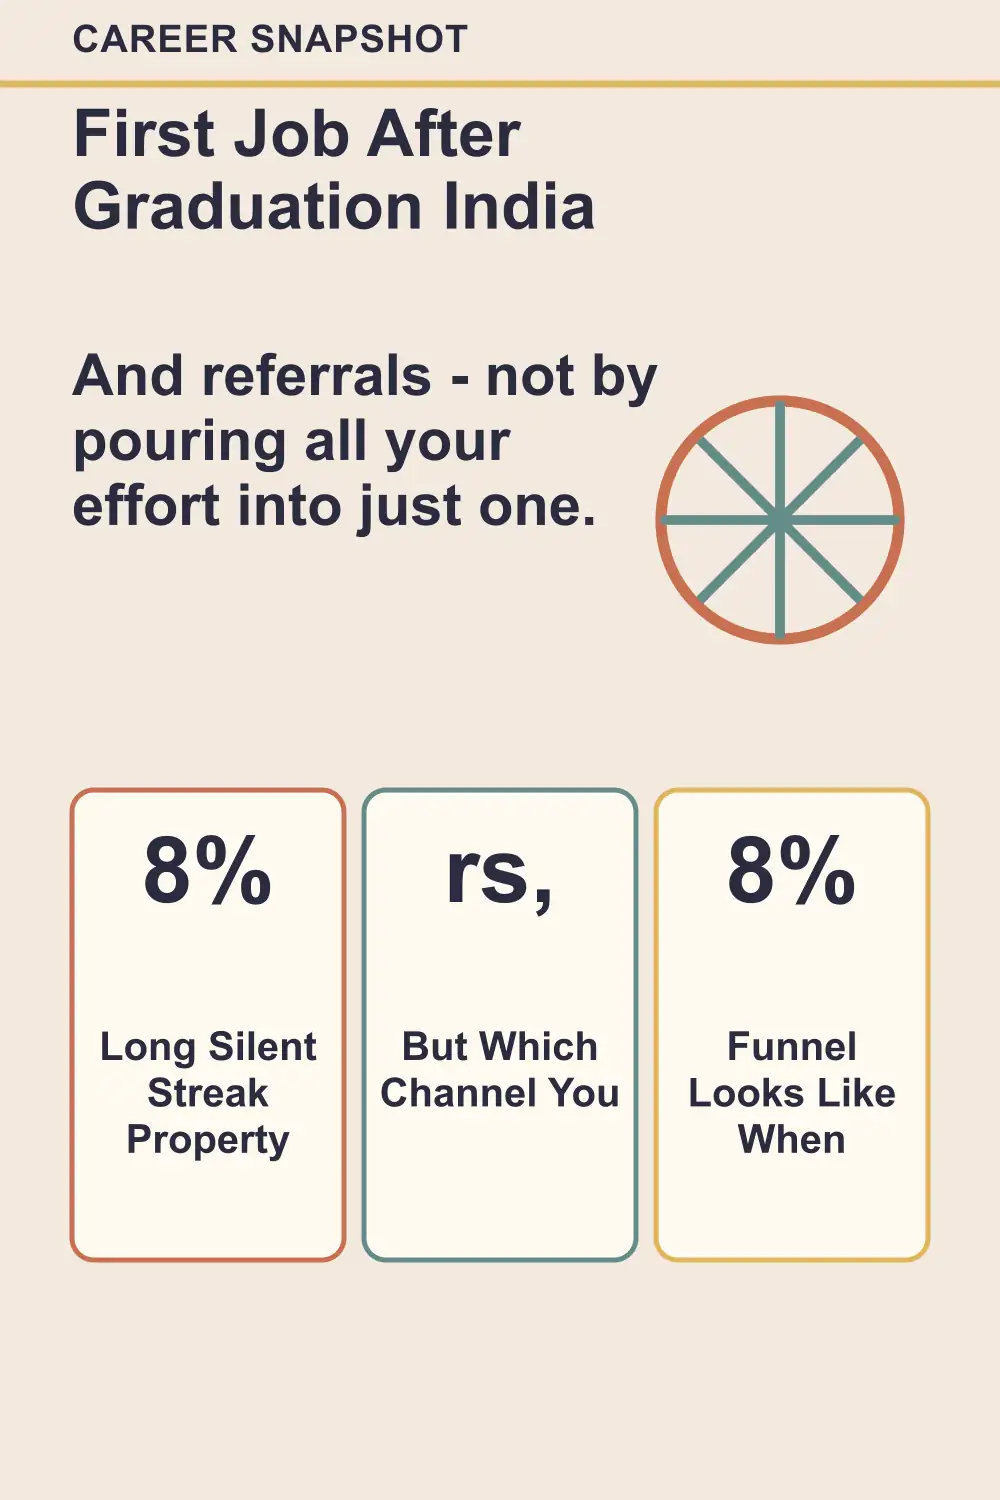 CAREER SNAPSHOT
First Job After
Graduation India
And referrals - not by
pouring all your
effort into just one.
8%
Long Silent
Streak
Property
rs,
But Which
Channel You
8%
Funnel
Looks Like
When